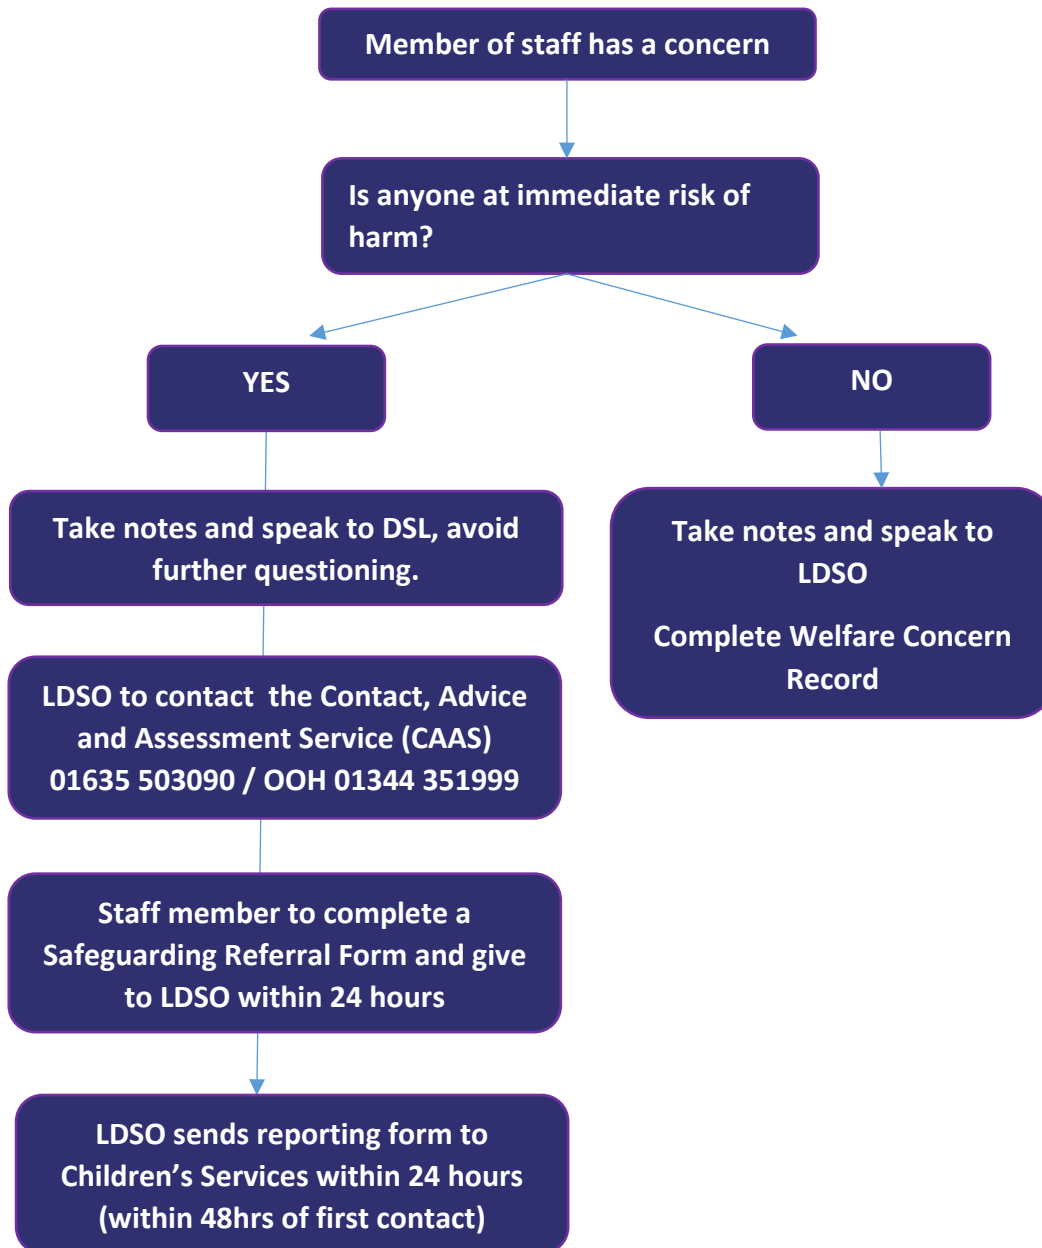 Member of staff has a concern
Is anyone at immediate risk of
harm?
YES
NO
Take notes and speak to DSL, avoid
further questioning.
Take notes and speak to
LDSO
Complete Welfare Concern
Record
LDSO to contact  the Contact, Advice
and Assessment Service (CAAS)
01635 503090 / OOH 01344 351999
Staff member to complete a
Safeguarding Referral Form and give
to LDSO within 24 hours
LDSO sends reporting form to
Children’s Services within 24 hours
(within 48hrs of first contact)